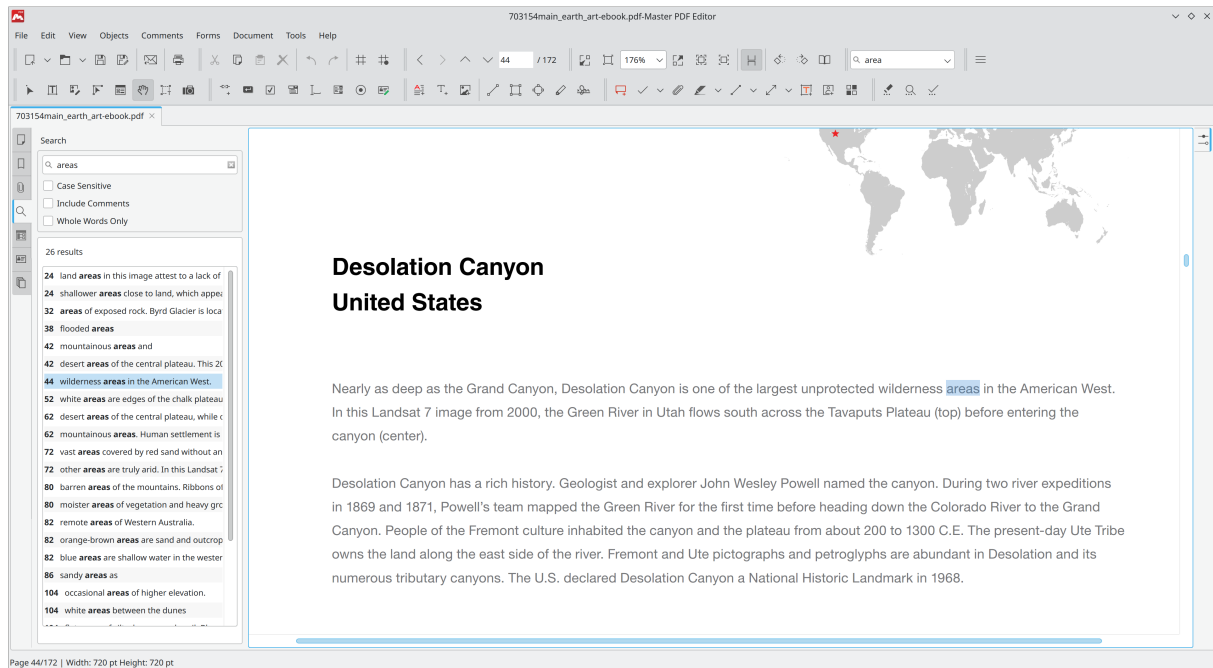 703154main_earth_art-ebook.pdf-Master PDF Editor
File Edit View Objects Comments Forms Document Tools Help
44 / 172 176% area
703154main_earth_art-ebook.pdf
Search
areas
Case Sensitive
Include Comments
Whole Words Only
26 results
24 land areas in this image attest to a lack of
24 shallower areas close to land, which appea
32 areas of exposed rock. Byrd Glacier is loca
38 flooded areas
42 mountainous areas and
42 desert areas of the central plateau. This 20
44 wilderness areas in the American West.
52 white areas are edges of the chalk plateau
62 desert areas of the central plateau, while c
62 mountainous areas. Human settlement is
72 vast areas covered by red sand without an
72 other areas are truly arid. In this Landsat 7
80 barren areas of the mountains. Ribbons of
80 moister areas of vegetation and heavy gro
82 remote areas of Western Australia.
82 orange-brown areas are sand and outcrop
82 blue areas are shallow water in the wester
86 sandy areas as
104 occasional areas of higher elevation.
104 white areas between the dunes
Desolation Canyon
United States
Nearly as deep as the Grand Canyon, Desolation Canyon is one of the largest unprotected wilderness areas in the American West.
In this Landsat 7 image from 2000, the Green River in Utah flows south across the Tavaputs Plateau (top) before entering the
canyon (center).
Desolation Canyon has a rich history. Geologist and explorer John Wesley Powell named the canyon. During two river expeditions
in 1869 and 1871, Powell's team mapped the Green River for the first time before heading down the Colorado River to the Grand
Canyon. People of the Fremont culture inhabited the canyon and the plateau from about 200 to 1300 C.E. The present-day Ute Tribe
owns the land along the east side of the river. Fremont and Ute pictographs and petroglyphs are abundant in Desolation and its
numerous tributary canyons. The U.S. declared Desolation Canyon a National Historic Landmark in 1968.
Page 44/172 | Width: 720 pt Height: 720 pt